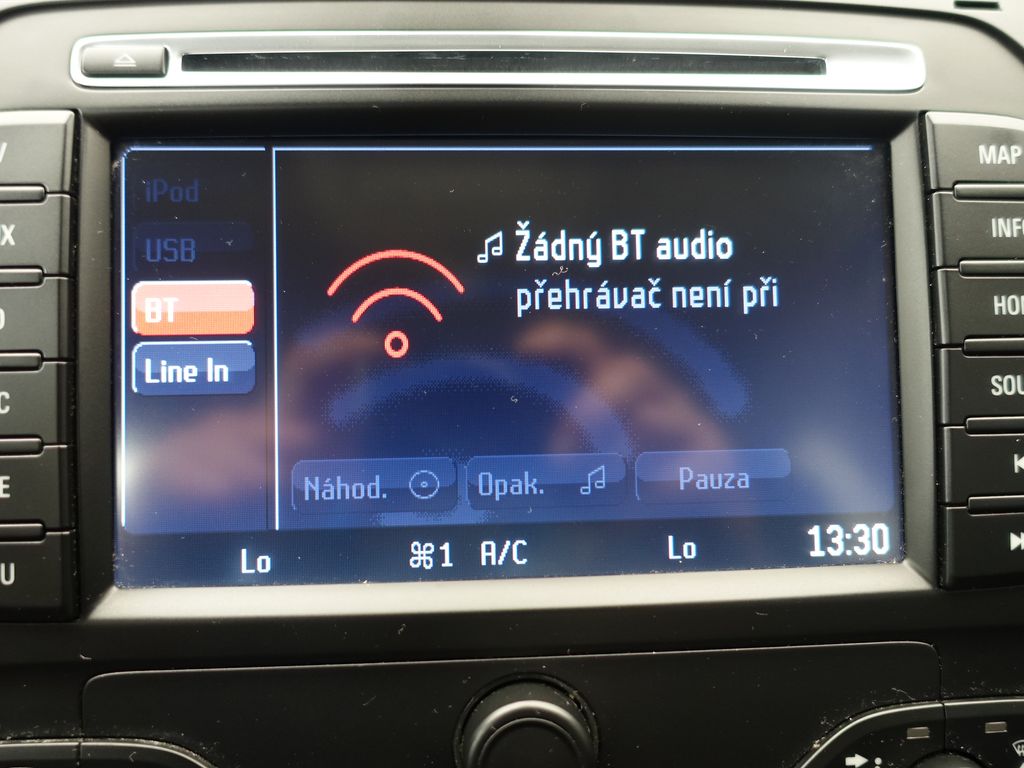 iPod
USB
BT
Line In
Žádný BT audio
přehrávač není při
Náhod.
Opak.
Pauza
Lo
1
A/C
Lo
13:30
MAP